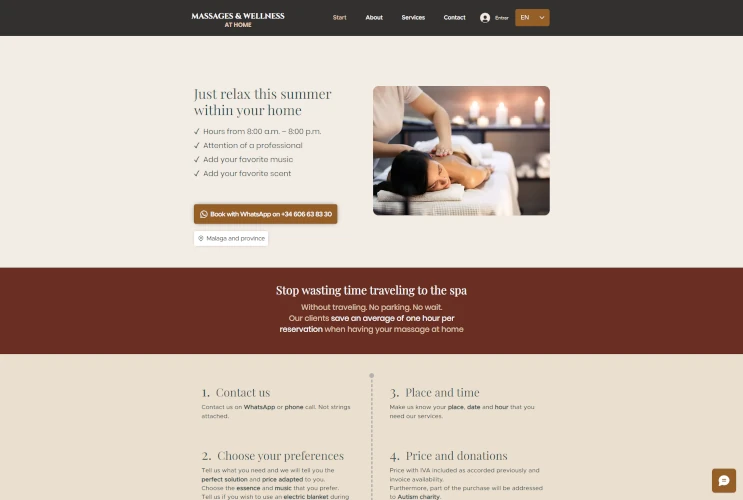 MASSAGES & WELLNESS
AT HOME
Start
About
Services
Contact
Enter
EN
Just relax this summer
within your home
✓ Hours from 8:00 a.m. – 8:00 p.m.
✓ Attention of a professional
✓ Add your favorite music
✓ Add your favorite scent
Book with WhatsApp on +34 606 63 83 30
Málaga and province
Stop wasting time traveling to the spa
Without traveling. No parking. No wait.
Our clients save an average of one hour per
reservation when having your massage at home
1. Contact us
Contact us on WhatsApp or phone call. Not strings
attached.
2. Choose your preferences
Tell us what you need and we will tell you the
perfect solution and price adapted to you.
Choose the essence and music that you prefer.
Tell us if you wish to use an electric blanket during
3. Place and time
Make us know your place, date and hour that you
need our services.
4. Price and donations
Price with IVA included as accorded previously and
invoice availability.
Furthermore, part of the purchase will be addressed
to Autism charity.